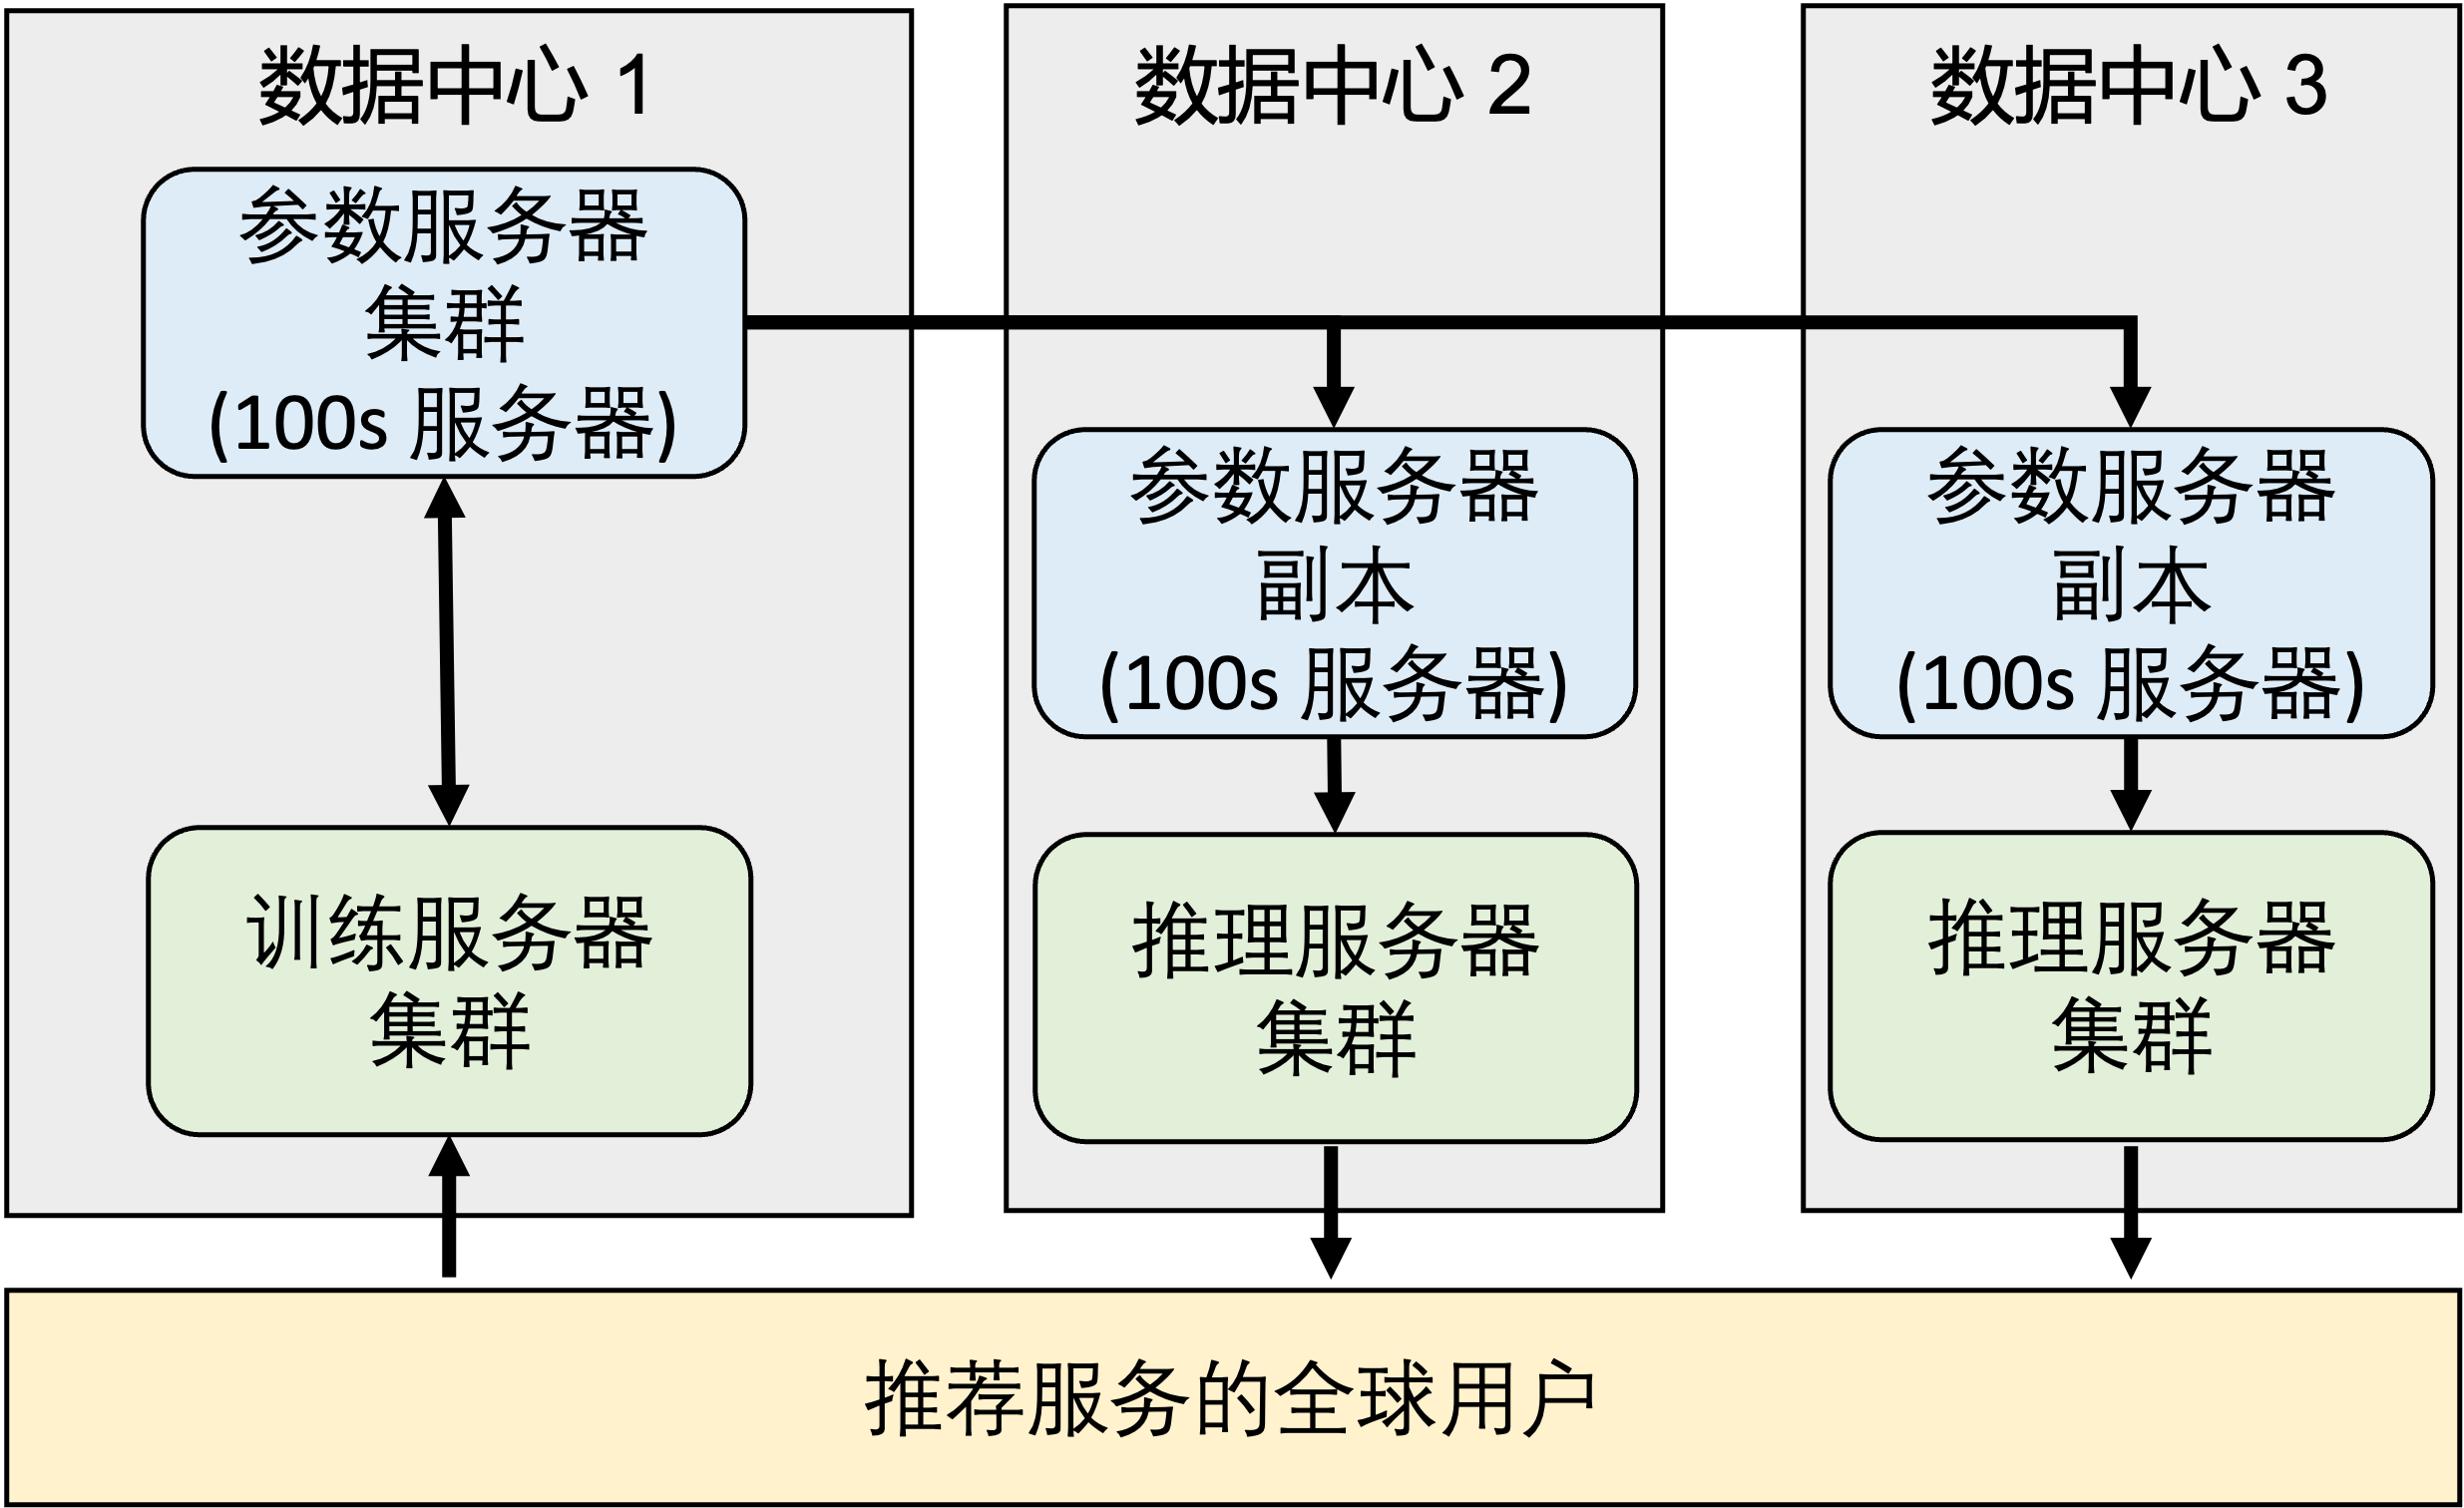 数据中心 1
参数服务器
集群
(100s 服务器)
训练服务器
集群
数据中心 2
参数服务器
副本
(100s 服务器)
推理服务器
集群
数据中心 3
参数服务器
副本
(100s 服务器)
推理服务器
集群
推荐服务的全球用户